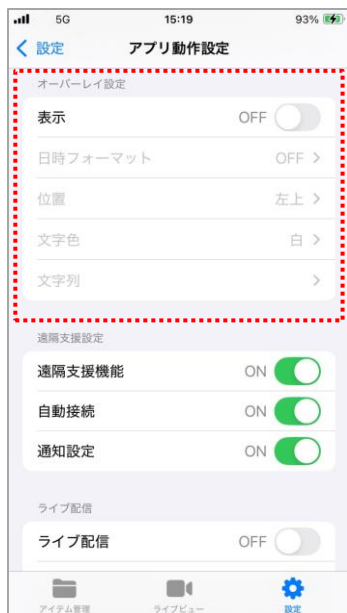 5G 15:19 93%
設定 アプリ動作設定
オーバーレイ設定
表示 OFF
日時フォーマット OFF
位置 左上
文字色 白
文字列
遠隔支援設定
遠隔支援機能 ON
自動接続 ON
通知設定 ON
ライブ配信
ライブ配信 OFF
アイテム管理 ライブビュー 設定